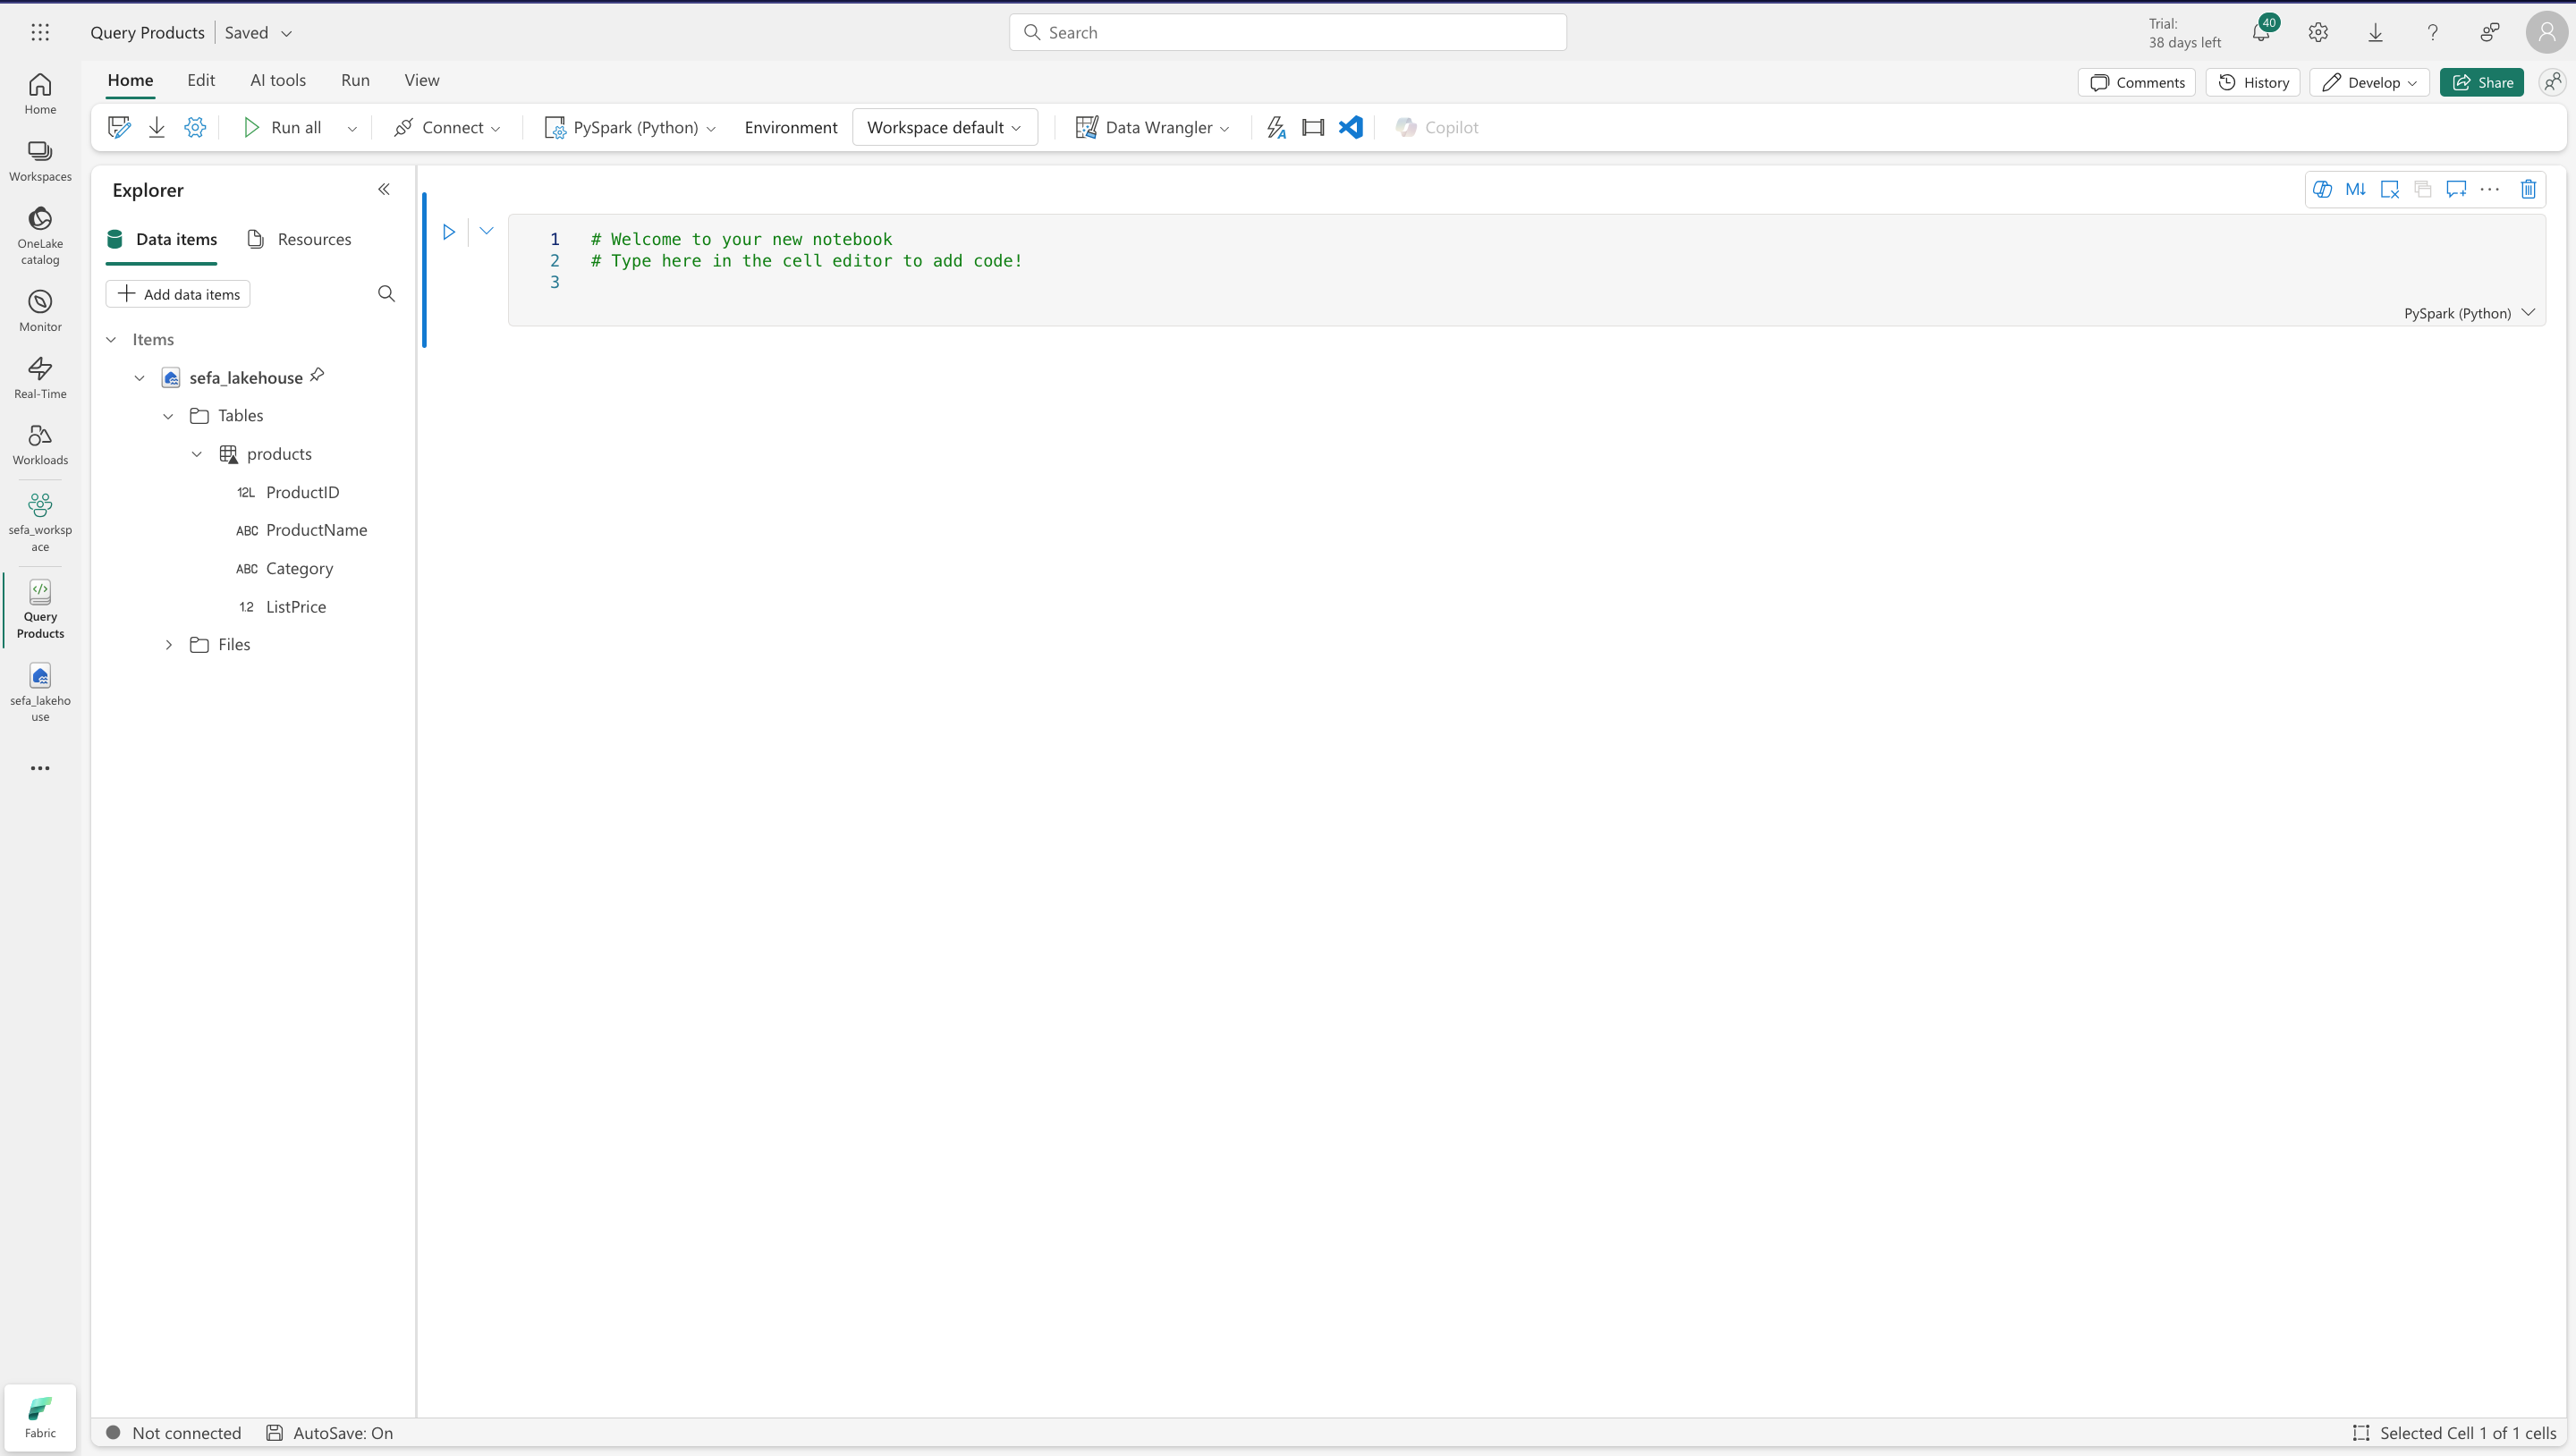 Query Products Saved
Search
Trial:
38 days left
40
Home Edit AI tools Run View
Comments History Develop Share
Run all Connect PySpark (Python) Environment Workspace default Data Wrangler Copilot
Home
Workspaces
OneLake
catalog
Monitor
Real-Time
Workloads
sefa_worksp
ace
Query
Products
sefa_lakeho
use
Fabric
Explorer
Data items Resources
Add data items
Items
sefa_lakehouse
Tables
products
12L ProductID
ABC ProductName
ABC Category
1.2 ListPrice
Files
M↓
1 # Welcome to your new notebook
2 # Type here in the cell editor to add code!
3
PySpark (Python)
Not connected AutoSave: On
Selected Cell 1 of 1 cells